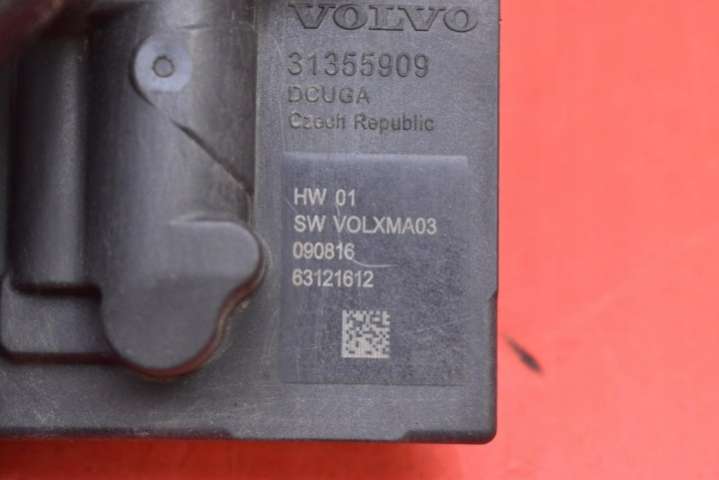 VOLVO
31355909
DCUGA
Czech Republic
HW 01
SW VOLXMA03
090816
63121612